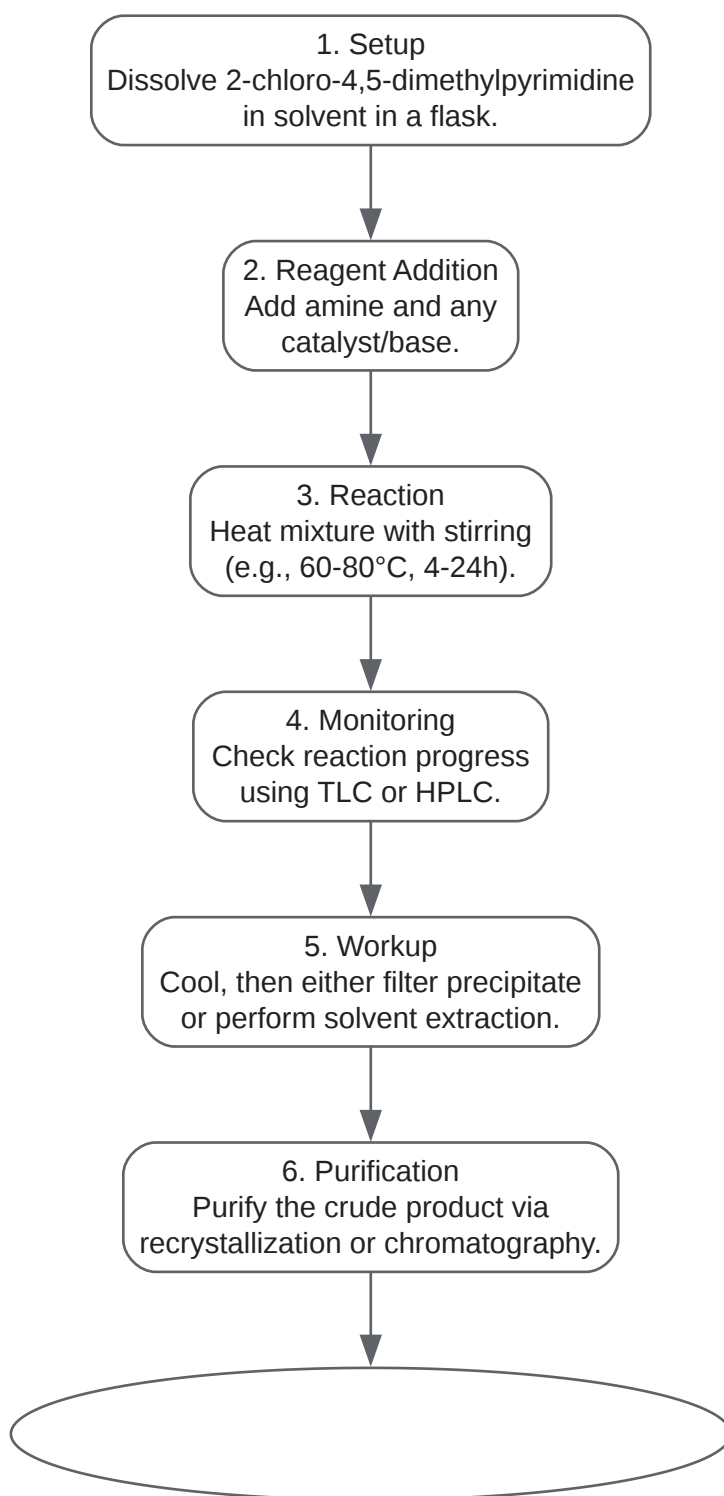 1. Setup
Dissolve 2-chloro-4,5-dimethylpyrimidine
in solvent in a flask.
2. Reagent Addition
Add amine and any
catalyst/base.
3. Reaction
Heat mixture with stirring
(e.g., 60-80°C, 4-24h).
4. Monitoring
Check reaction progress
using TLC or HPLC.
5. Workup
Cool, then either filter precipitate
or perform solvent extraction.
6. Purification
Purify the crude product via
recrystallization or chromatography.